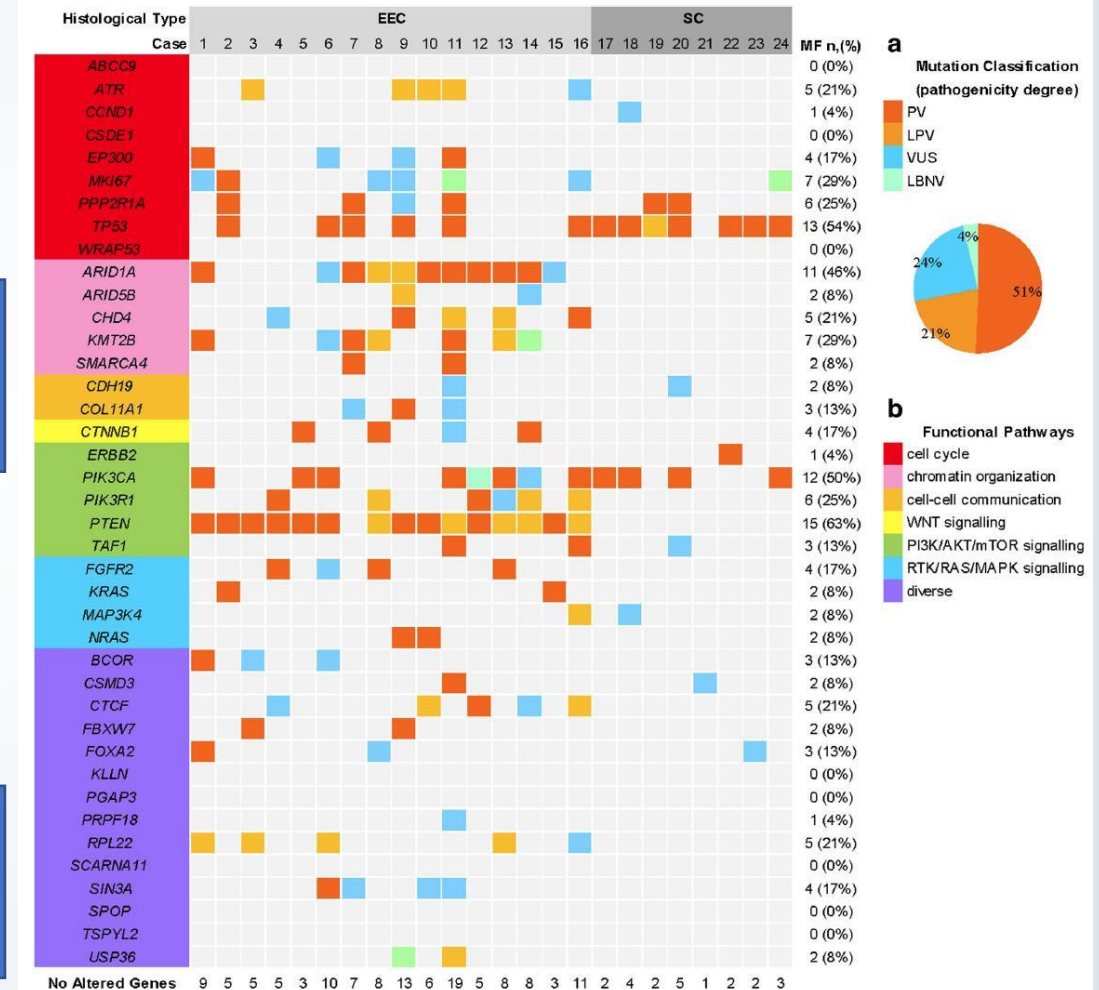 Histological Type EEC SC
Case 1 2 3 4 5 6 7 8 9 10 11 12 13 14 15 16 17 18 19 20 21 22 23 24 MF n,(%)
ABCC9 0 (0%)
ATR 5 (21%)
CCND1 1 (4%)
CSDE1 0 (0%)
EP300 4 (17%)
MKI67 7 (29%)
PPP2R1A 6 (25%)
TP53 13 (54%)
WRAP53 0 (0%)
ARID1A 11 (46%)
ARID5B 2 (8%)
CHD4 5 (21%)
KMT2B 7 (29%)
SMARCA4 2 (8%)
CDH19 2 (8%)
COL11A1 3 (13%)
CTNNB1 4 (17%)
ERBB2 1 (4%)
PIK3CA 12 (50%)
PIK3R1 6 (25%)
PTEN 15 (63%)
TAF1 3 (13%)
FGFR2 4 (17%)
KRAS 2 (8%)
MAP3K4 2 (8%)
NRAS 2 (8%)
BCOR 3 (13%)
CSMD3 2 (8%)
CTCF 5 (21%)
FBXW7 2 (8%)
FOXA2 3 (13%)
KLLN 0 (0%)
PGAP3 0 (0%)
PRPF18 1 (4%)
RPL22 5 (21%)
SCARNA11 0 (0%)
SIN3A 4 (17%)
SPOP 0 (0%)
TSPYL2 0 (0%)
USP36 2 (8%)
No Altered Genes 9 5 5 5 3 10 7 8 13 6 19 5 8 8 3 11 2 4 2 5 1 2 2 3
a
Mutation Classification
(pathogenicity degree)
PV
LPV
VUS
LBNV
4%
24%
51%
21%
b
Functional Pathways
cell cycle
chromatin organization
cell-cell communication
WNT signalling
PI3K/AKT/mTOR signalling
RTK/RAS/MAPK signalling
diverse